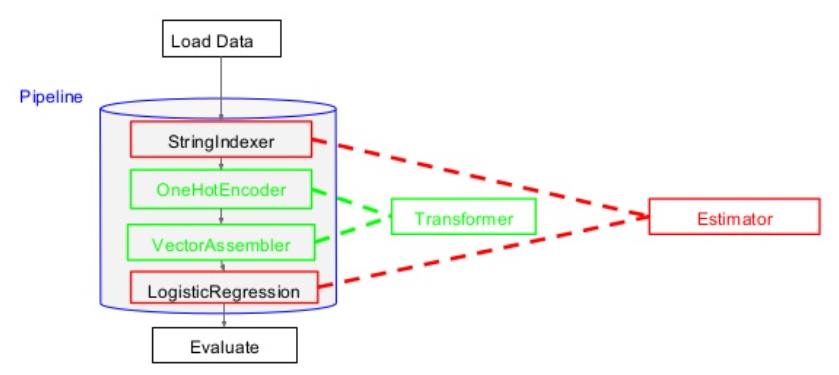 Load Data
Pipeline
StringIndexer
OneHotEncoder
Transformer
Estimator
VectorAssembler
LogisticRegression
Evaluate